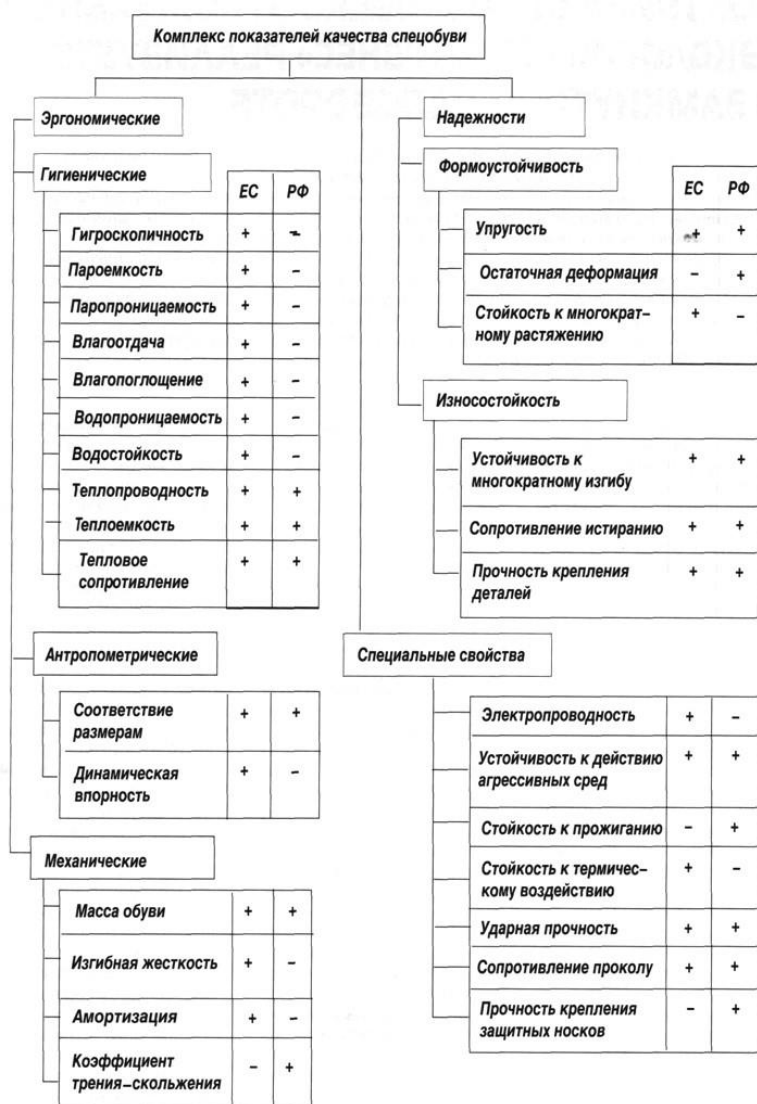 Комплекс показателей качества спецобуви
Эргономические
Гигиенические
ЕС РФ
Гигроскопичность + -
Пароемкость + –
Паропроницаемость + –
Влагоотдача + –
Влагопоглощение + –
Водопроницаемость + –
Водостойкость + –
Теплопроводность + +
Теплоемкость + +
Тепловое + +
сопротивление
Антропометрические
Соответствие + +
размерам
Динамическая + –
впорность
Механические
Масса обуви + +
Изгибная жесткость + –
Амортизация + –
Коэффициент – +
трения–скольжения
Надежности
Формоустойчивость
ЕС РФ
Упругость + +
Остаточная деформация – +
Стойкость к многократ– + –
ному растяжению
Износостойкость
Устойчивость к + +
многократному изгибу
Сопротивление истиранию + +
Прочность крепления + +
деталей
Специальные свойства
Электропроводность + –
Устойчивость к действию + +
агрессивных сред
Стойкость к прожиганию – +
Стойкость к термичес– + –
кому воздействию
Ударная прочность + +
Сопротивление проколу + +
Прочность крепления – +
защитных носков